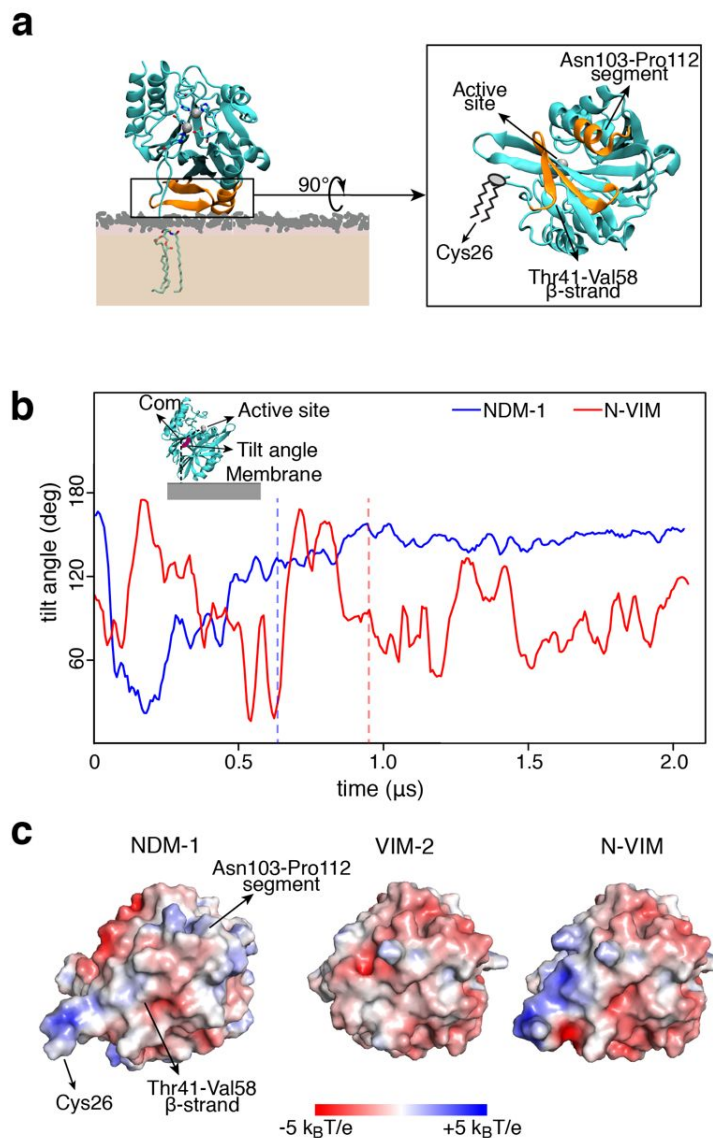 a
90°
Active
site
Asn103-Pro112
segment
Cys26
Thr41-Val58
β-strand
b
Com
Active site
Tilt angle
Membrane
NDM-1
N-VIM
tilt angle (deg)
180
120
60
0
0.5
1.0
1.5
2.0
time (μs)
c
NDM-1
VIM-2
N-VIM
Asn103-Pro112
segment
Cys26
Thr41-Val58
β-strand
-5 kBT/e
+5 kBT/e